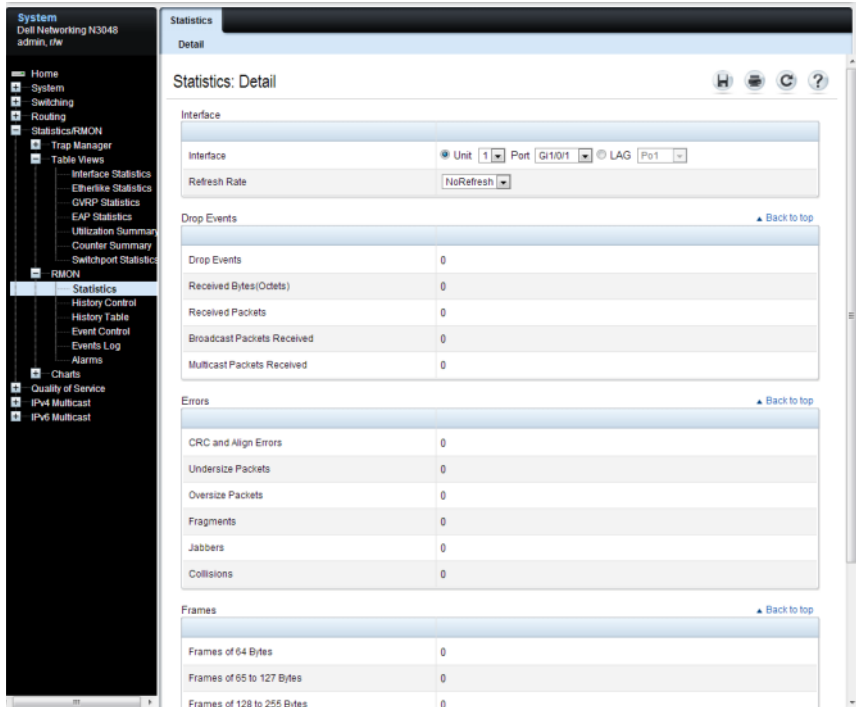 System
Dell Networking N3048
admin, r/w
Home
System
Switching
Routing
Statistics/RMON
Trap Manager
Table Views
Interface Statistics
Etherlike Statistics
GVRP Statistics
EAP Statistics
Utilization Summary
Counter Summary
Switchport Statistics
RMON
Statistics
History Control
History Table
Event Control
Events Log
Alarms
Charts
Quality of Service
IPv4 Multicast
IPv6 Multicast
Statistics
Detail
Statistics: Detail
?
Interface
Interface Unit 1 Port Gi1/0/1 LAG Po1
Refresh Rate NoRefresh
Drop Events Back to top
Drop Events 0
Received Bytes(Octets) 0
Received Packets 0
Broadcast Packets Received 0
Multicast Packets Received 0
Errors Back to top
CRC and Align Errors 0
Undersize Packets 0
Oversize Packets 0
Fragments 0
Jabbers 0
Collisions 0
Frames Back to top
Frames of 64 Bytes 0
Frames of 65 to 127 Bytes 0
Frames of 128 to 255 Bytes 0